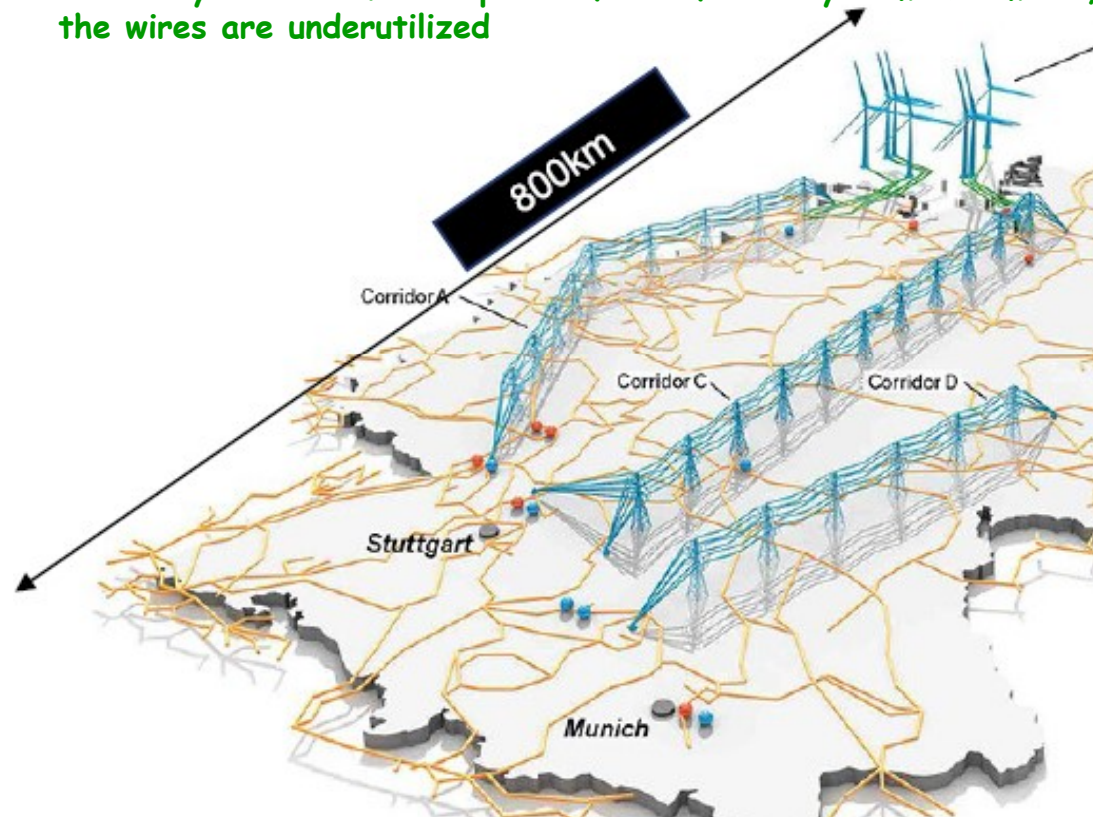 the wires are underutilized
800km
Corridor A
Corridor C
Corridor D
Stuttgart
Munich